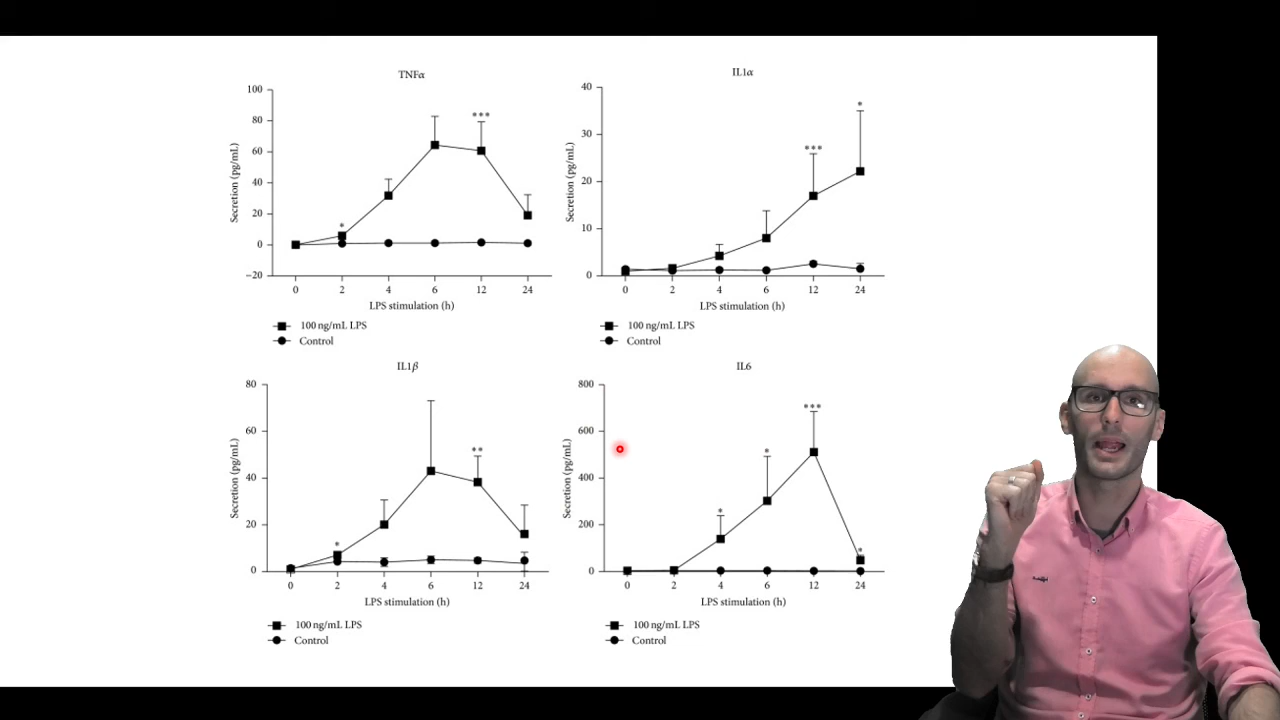 TNFα
100
80
60
40
20
0
−20
Secretion (pg/mL)
*
***
0 2 4 6 12 24
LPS stimulation (h)
100 ng/mL LPS
Control
IL1α
40
30
20
10
0
Secretion (pg/mL)
***
*
0 2 4 6 12 24
LPS stimulation (h)
100 ng/mL LPS
Control
IL1β
80
60
40
20
0
Secretion (pg/mL)
*
**
0 2 4 6 12 24
LPS stimulation (h)
100 ng/mL LPS
Control
IL6
800
600
400
200
0
Secretion (pg/mL)
*
*
***
*
0 2 4 6 12 24
LPS stimulation (h)
100 ng/mL LPS
Control